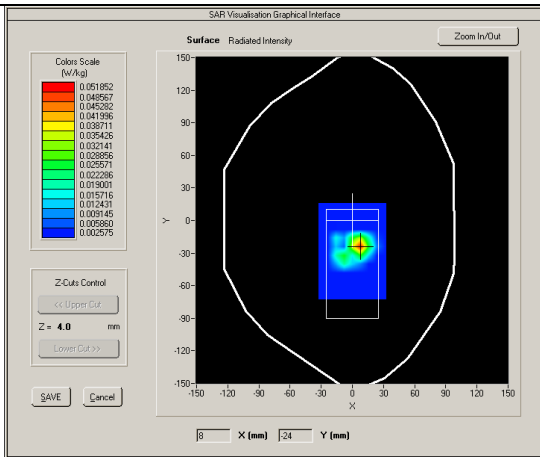 SAR Visualisation Graphical Interface
Surface Radiated Intensity
Zoom In/Out
Colors Scale
(W/kg)
0.051852
0.048567
0.045282
0.041996
0.038711
0.035426
0.032141
0.028856
0.025571
0.022286
0.019001
0.015716
0.012431
0.009145
0.005860
0.002575
Z-Cuts Control
<< Upper Cut
Z = 4.0 mm
Lower Cut >>
SAVE
Cancel
150
120
90
60
30
0
-30
-60
-90
-120
-150
Y
-150 -120 -90 -60 -30 0 30 60 90 120 150
X
8 X (mm) -24 Y (mm)